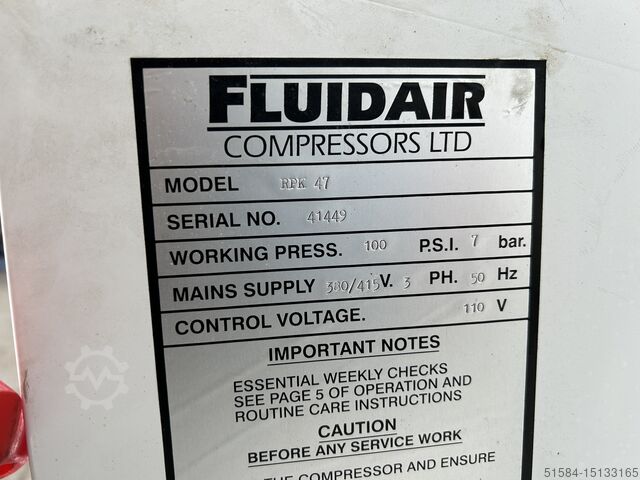 FLUIDAIR
COMPRESSORS LTD
MODEL RPK 47
SERIAL NO. 41449
WORKING PRESS. 100 P.S.I. 7 bar.
MAINS SUPPLY 380/415 V. 3 PH. 50 Hz
CONTROL VOLTAGE. 110 V
IMPORTANT NOTES
ESSENTIAL WEEKLY CHECKS
SEE PAGE 5 OF OPERATION AND
ROUTINE CARE INSTRUCTIONS
CAUTION
BEFORE ANY SERVICE WORK
THE COMPRESSOR AND ENSURE
51584-15133165